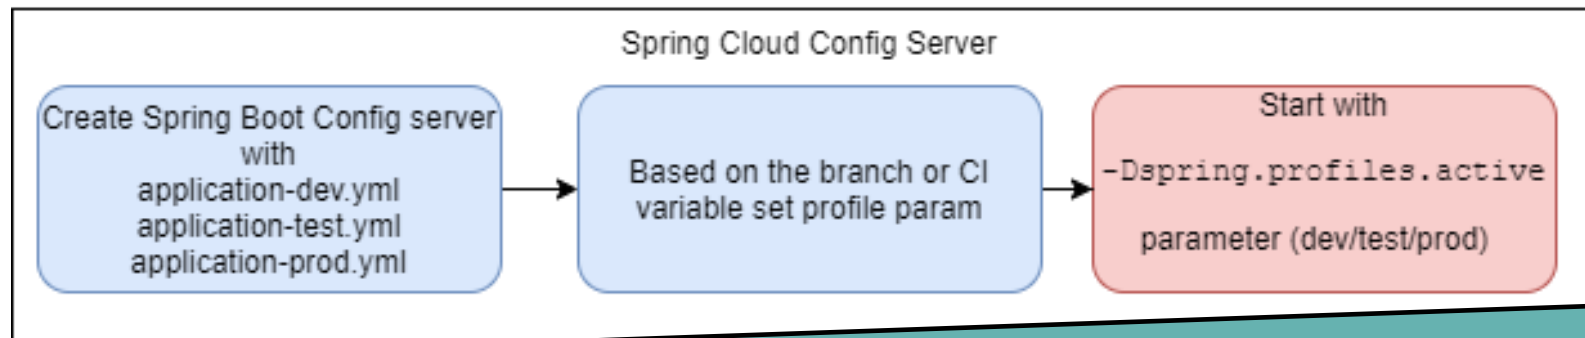 Spring Cloud Config Server
Create Spring Boot Config server
with
application-dev.yml
application-test.yml
application-prod.yml
Based on the branch or CI
variable set profile param
Start with
-Dspring.profiles.active
parameter (dev/test/prod)